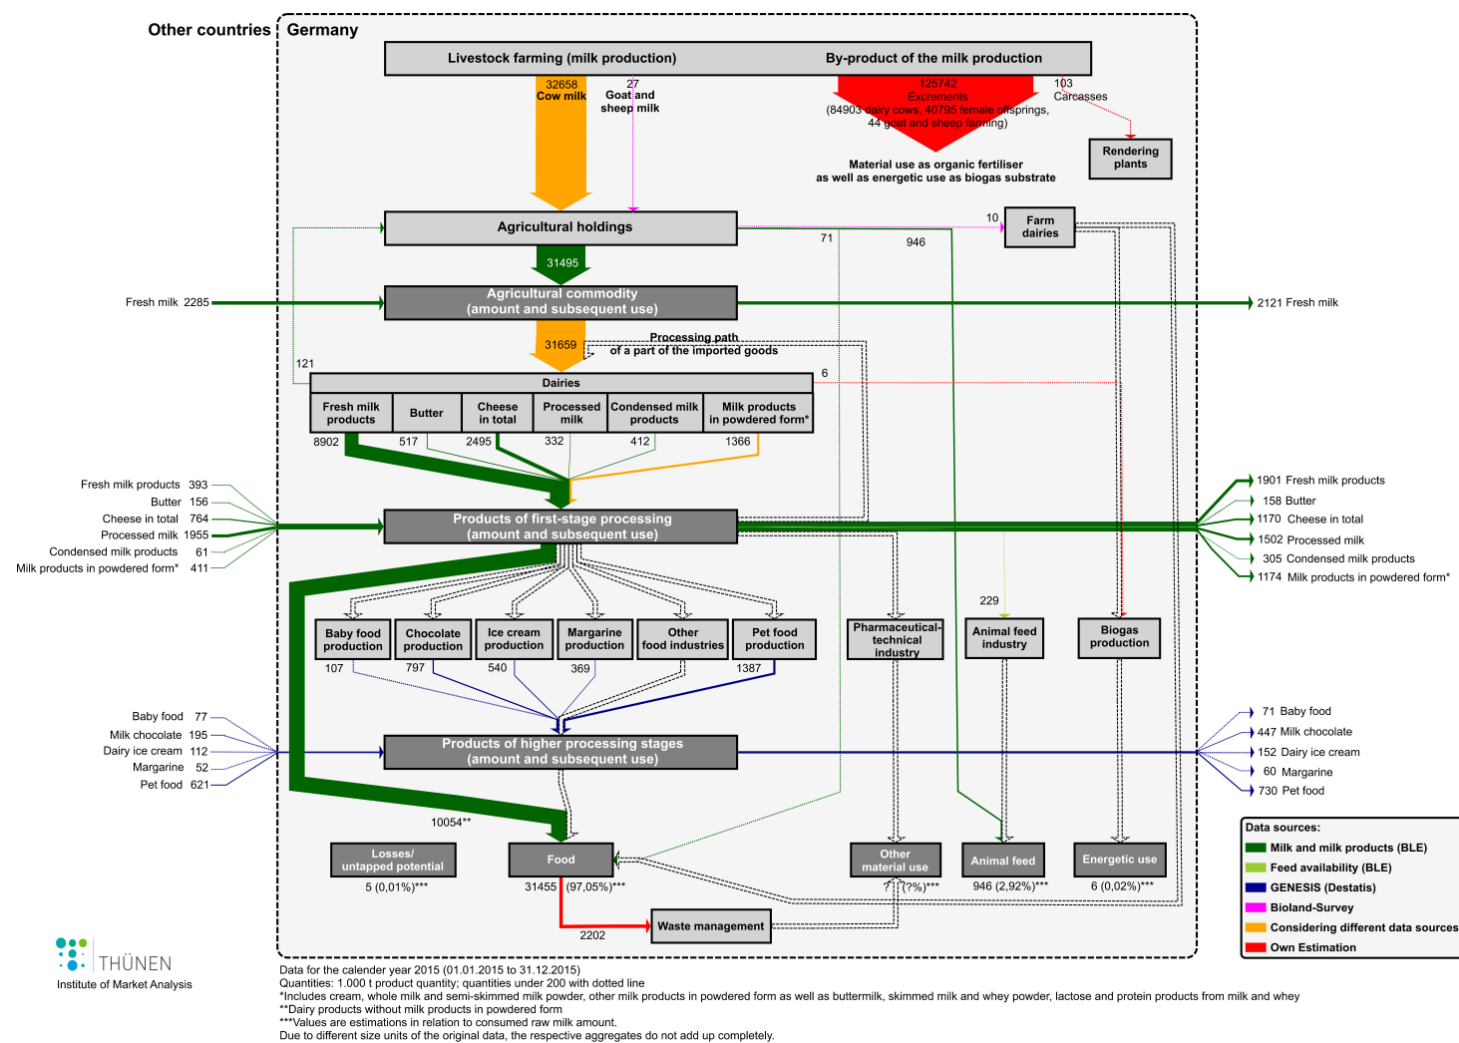 Other countries
Germany
Livestock farming (milk production)
By-product of the milk production
32658
Cow milk
27
Goat and
sheep milk
125742
Excrements
(84903 dairy cows, 40795 female offsprings,
44 goat and sheep farming)
103
Carcasses
Rendering
plants
Material use as organic fertiliser
as well as energetic use as biogas substrate
Agricultural holdings
10
Farm
dairies
71
946
31495
Fresh milk 2285
Agricultural commodity
(amount and subsequent use)
2121 Fresh milk
31659
Processing path
of a part of the imported goods
121
6
Dairies
Fresh milk
products
Butter
Cheese
in total
Processed
milk
Condensed milk
products
Milk products
in powdered form*
8902
517
2495
332
412
1366
Fresh milk products 393
Butter 156
Cheese in total 764
Processed milk 1955
Condensed milk products 61
Milk products in powdered form* 411
Products of first-stage processing
(amount and subsequent use)
1901 Fresh milk products
158 Butter
1170 Cheese in total
1502 Processed milk
305 Condensed milk products
1174 Milk products in powdered form*
229
Baby food
production
Chocolate
production
Ice cream
production
Margarine
production
Other
food industries
Pet food
production
Pharmaceutical-
technical
industry
Animal feed
industry
Biogas
production
107
797
540
369
1387
Baby food 77
Milk chocolate 195
Dairy ice cream 112
Margarine 52
Pet food 621
Products of higher processing stages
(amount and subsequent use)
71 Baby food
447 Milk chocolate
152 Dairy ice cream
60 Margarine
730 Pet food
10054**
Losses/
untapped potential
5 (0,01%)***
Food
31455 (97,05%)***
Other
material use
? (?%)***
Animal feed
946 (2,92%)***
Energetic use
6 (0,02%)***
2202
Waste management
Data sources:
Milk and milk products (BLE)
Feed availability (BLE)
GENESIS (Destatis)
Bioland-Survey
Considering different data sources
Own Estimation
THÜNEN
Institute of Market Analysis
Data for the calender year 2015 (01.01.2015 to 31.12.2015)
Quantities: 1.000 t product quantity; quantities under 200 with dotted line
*Includes cream, whole milk and semi-skimmed milk powder, other milk products in powdered form as well as buttermilk, skimmed milk and whey powder, lactose and protein products from milk and whey
**Dairy products without milk products in powdered form
***Values are estimations in relation to consumed raw milk amount.
Due to different size units of the original data, the respective aggregates do not add up completely.